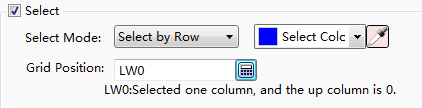 Select
Select Mode: Select by Row Select Colc
Grid Position: LW0
LW0:Selected one column, and the up column is 0.